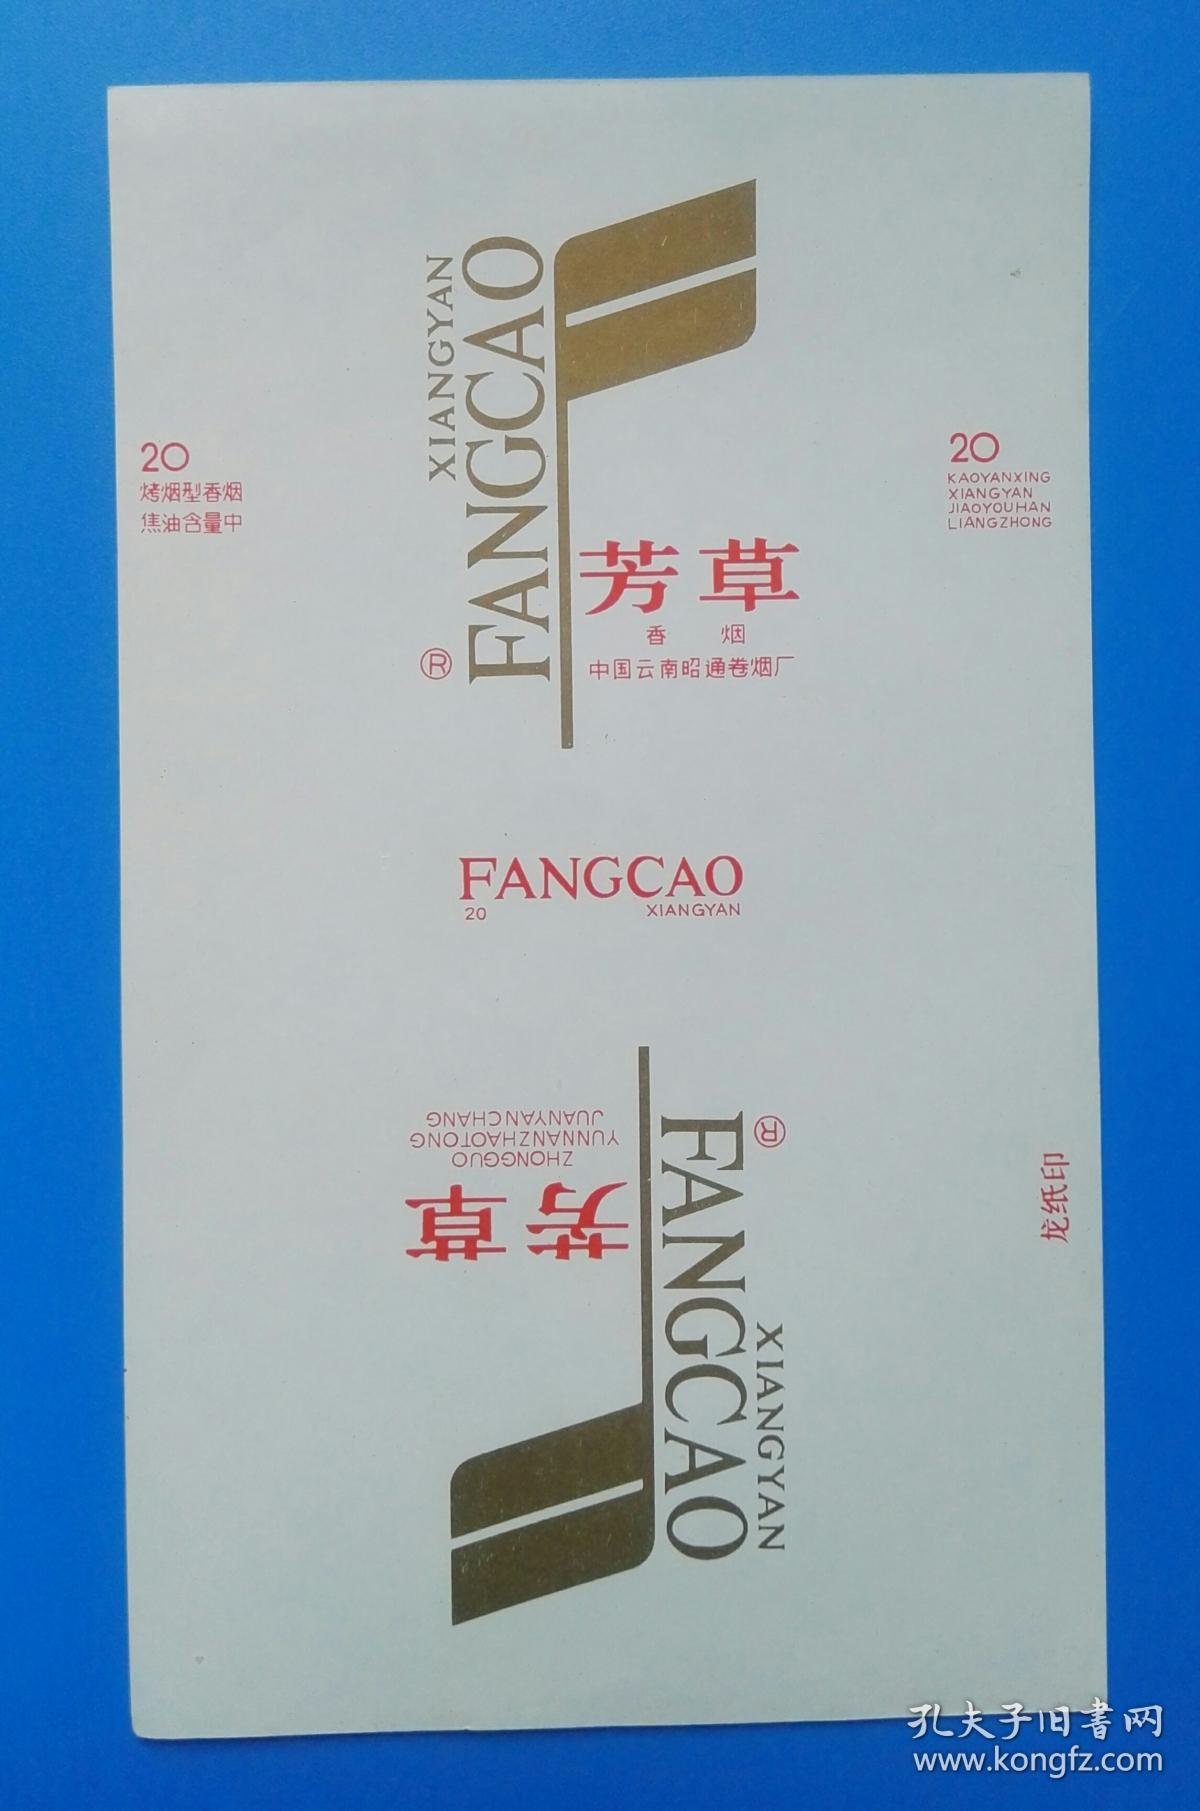 XIANGYAN
FANGCAO
®
芳草
香烟
中国云南昭通卷烟厂
20
烤烟型香烟
焦油含量中
20
KAOYANXING
XIANGYAN
JIAOYOUHAN
LIANGZHONG
FANGCAO
20 XIANGYAN
芳草
ZHONGGUO
YUNNANZHAOTONG
JUANYANCHANG
®
FANGCAO
XIANGYAN
龙纸印
孔夫子旧書网
www.kongfz.com